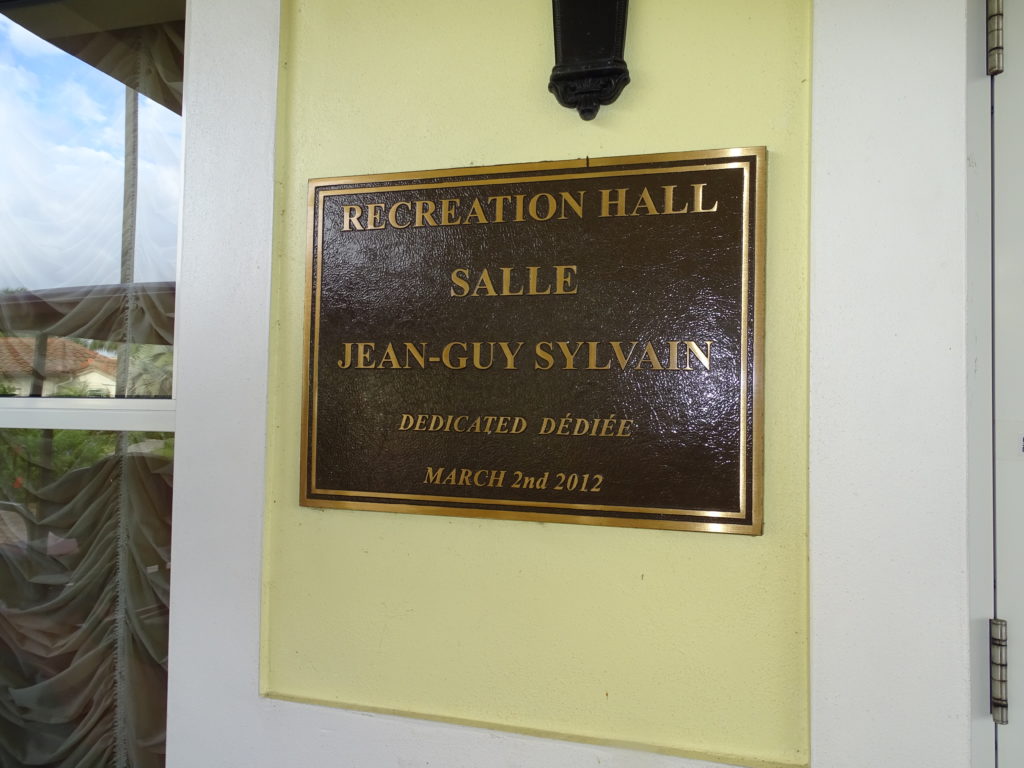 RECREATION HALL
SALLE
JEAN-GUY SYLVAIN
DEDICATED DÉDIÉE
MARCH 2nd 2012